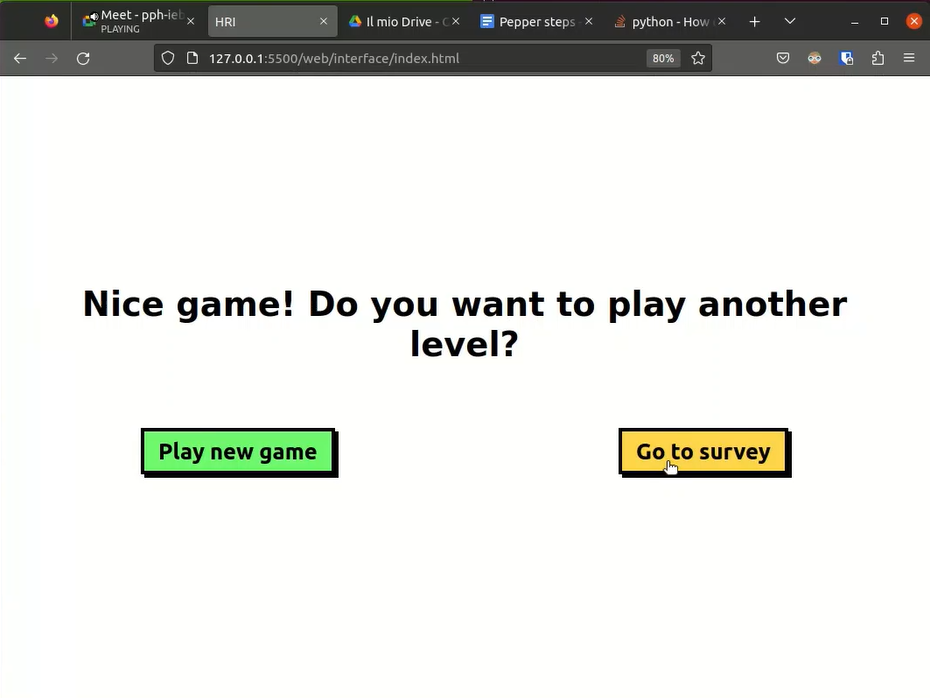 Meet - pph-ieb
PLAYING
HRI
Il mio Drive -
Pepper steps
python - How
127.0.0.1:5500/web/interface/index.html
80%
Nice game! Do you want to play another
level?
Play new game
Go to survey